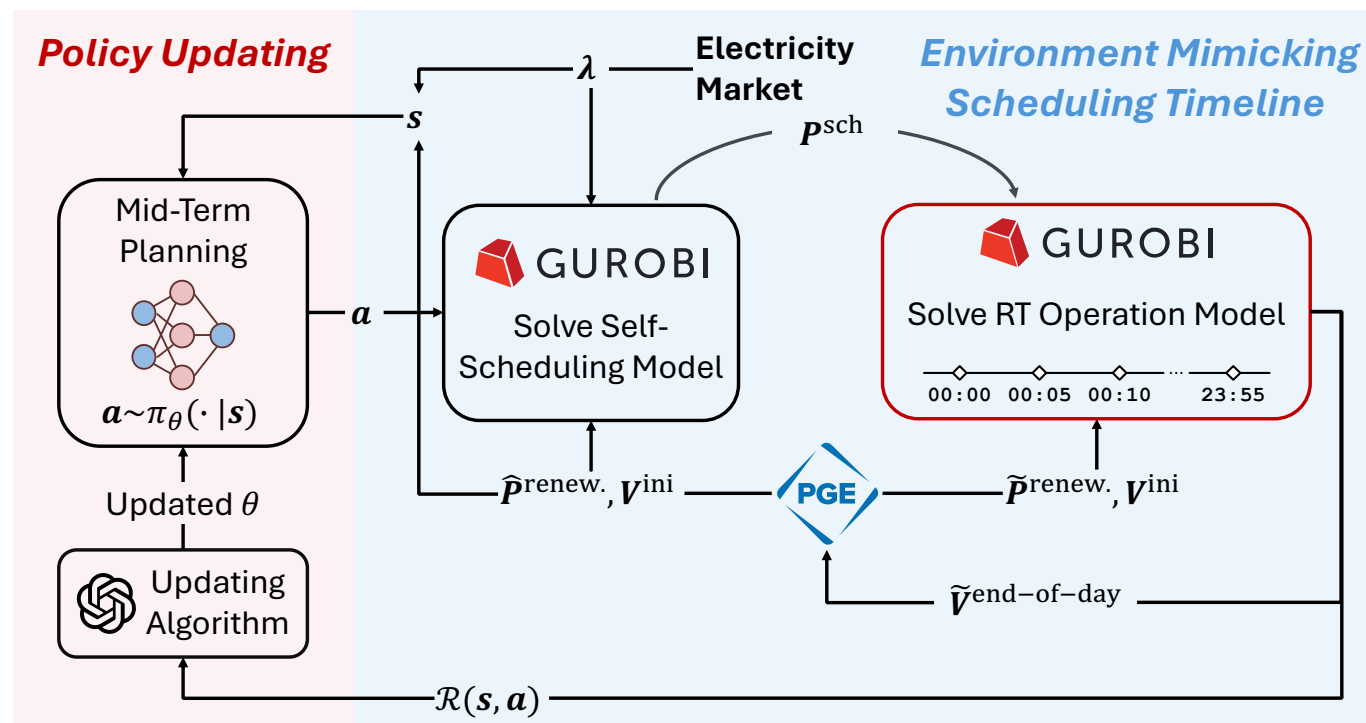 Policy Updating
Electricity
Market
Environment Mimicking
Scheduling Timeline
λ
s
P^sch
Mid-Term
Planning
a~π_θ(· |s)
a
GUROBI
Solve Self-
Scheduling Model
GUROBI
Solve RT Operation Model
...
00:00 00:05 00:10 23:55
Updated θ
P̂^renew., V^ini
PGE
P̃^renew., V^ini
Updating
Algorithm
Ṽ^end−of−day
ℛ(s, a)